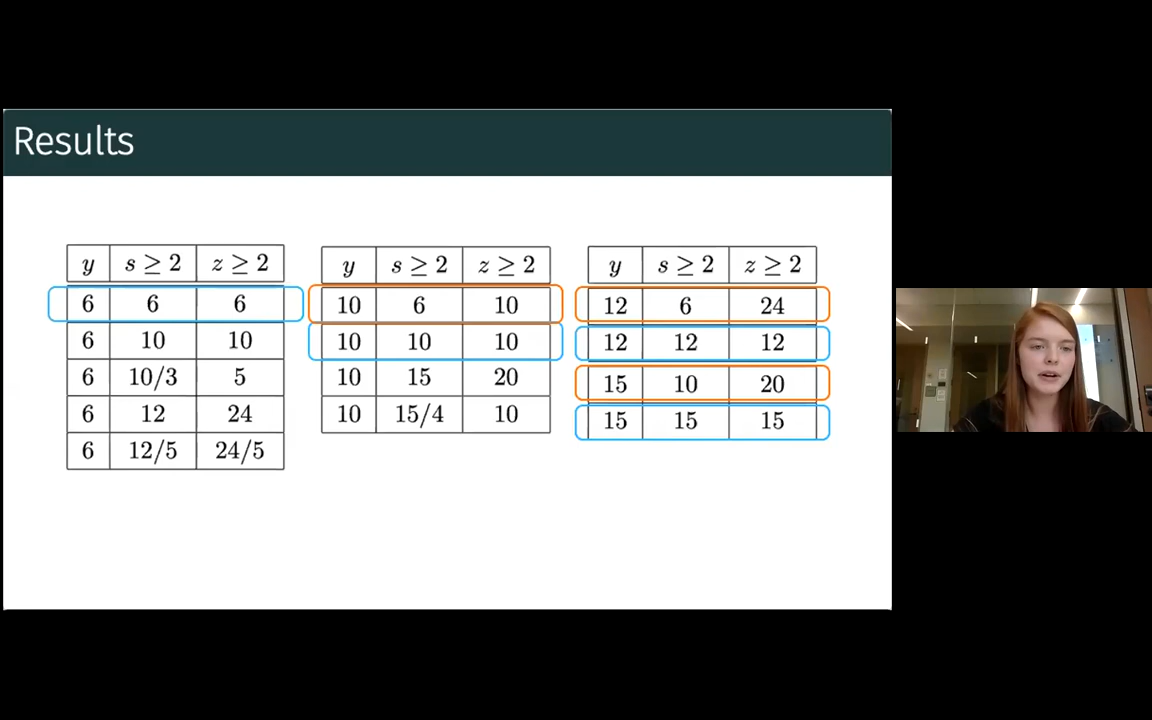 Results
y s ≥ 2 z ≥ 2
6 6 6
6 10 10
6 10/3 5
6 12 24
6 12/5 24/5
y s ≥ 2 z ≥ 2
10 6 10
10 10 10
10 15 20
10 15/4 10
y s ≥ 2 z ≥ 2
12 6 24
12 12 12
15 10 20
15 15 15